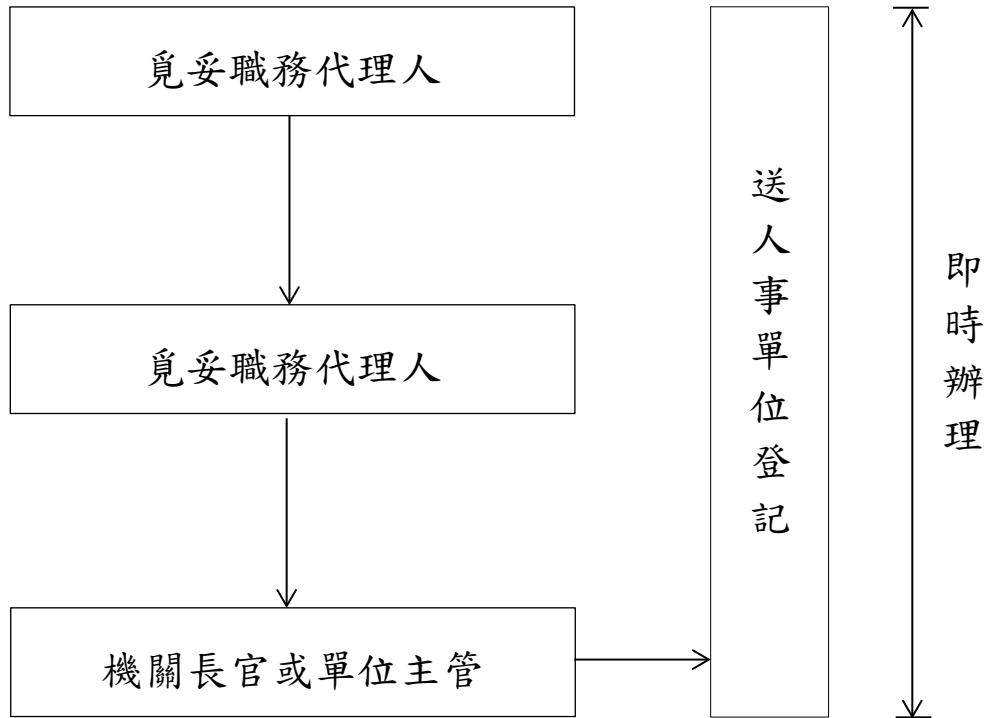 覓妥職務代理人
覓妥職務代理人
機關長官或單位主管
送人事單位登記
即時辦理